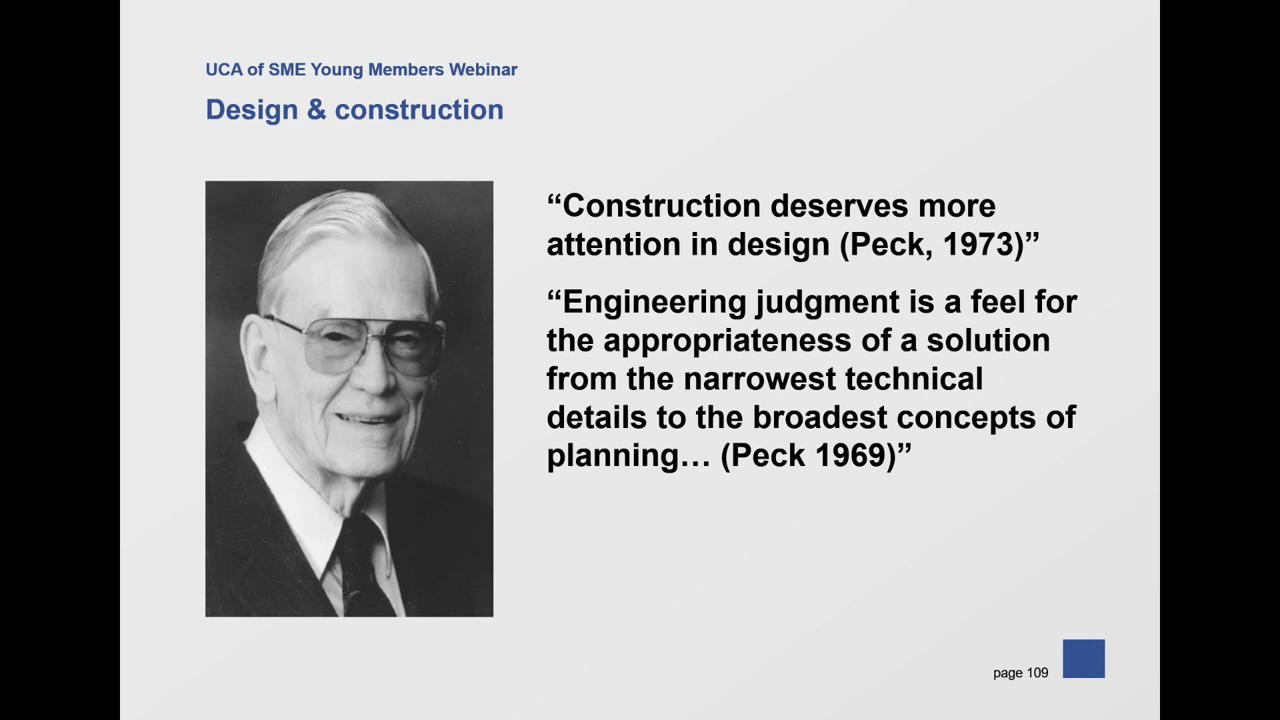 UCA of SME Young Members Webinar
Design & construction
“Construction deserves more
attention in design (Peck, 1973)”
“Engineering judgment is a feel for
the appropriateness of a solution
from the narrowest technical
details to the broadest concepts of
planning… (Peck 1969)”
page 109